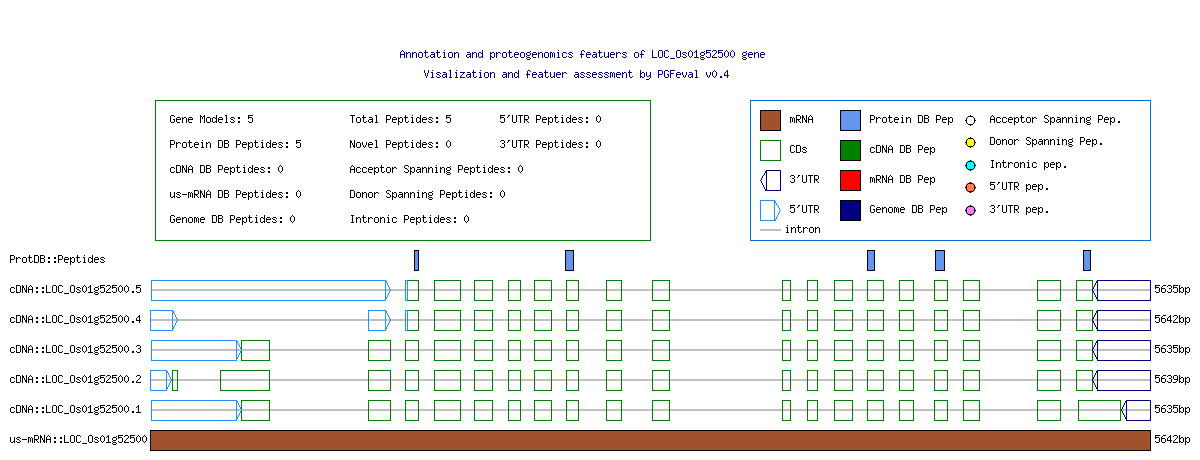 Annotation and proteogenomics featuers of LOC_Os01g52500 gene
Visalization and featuer assessment by PGFeval v0.4
Gene Models: 5 Total Peptides: 5 5'UTR Peptides: 0
Protein DB Peptides: 5 Novel Peptides: 0 3'UTR Peptides: 0
cDNA DB Peptides: 0 Acceptor Spanning Peptides: 0
us-mRNA DB Peptides: 0 Donor Spanning Peptides: 0
Genome DB Peptides: 0 Intronic Peptides: 0
mRNA Protein DB Pep Acceptor Spanning Pep.
CDs cDNA DB Pep Donor Spanning Pep.
3'UTR mRNA DB Pep Intronic pep.
5'UTR Genome DB Pep 5'UTR pep.
intron 3'UTR pep.
ProtDB::Peptides
cDNA::LOC_Os01g52500.5 5635bp
cDNA::LOC_Os01g52500.4 5642bp
cDNA::LOC_Os01g52500.3 5635bp
cDNA::LOC_Os01g52500.2 5639bp
cDNA::LOC_Os01g52500.1 5635bp
us-mRNA::LOC_Os01g52500 5642bp